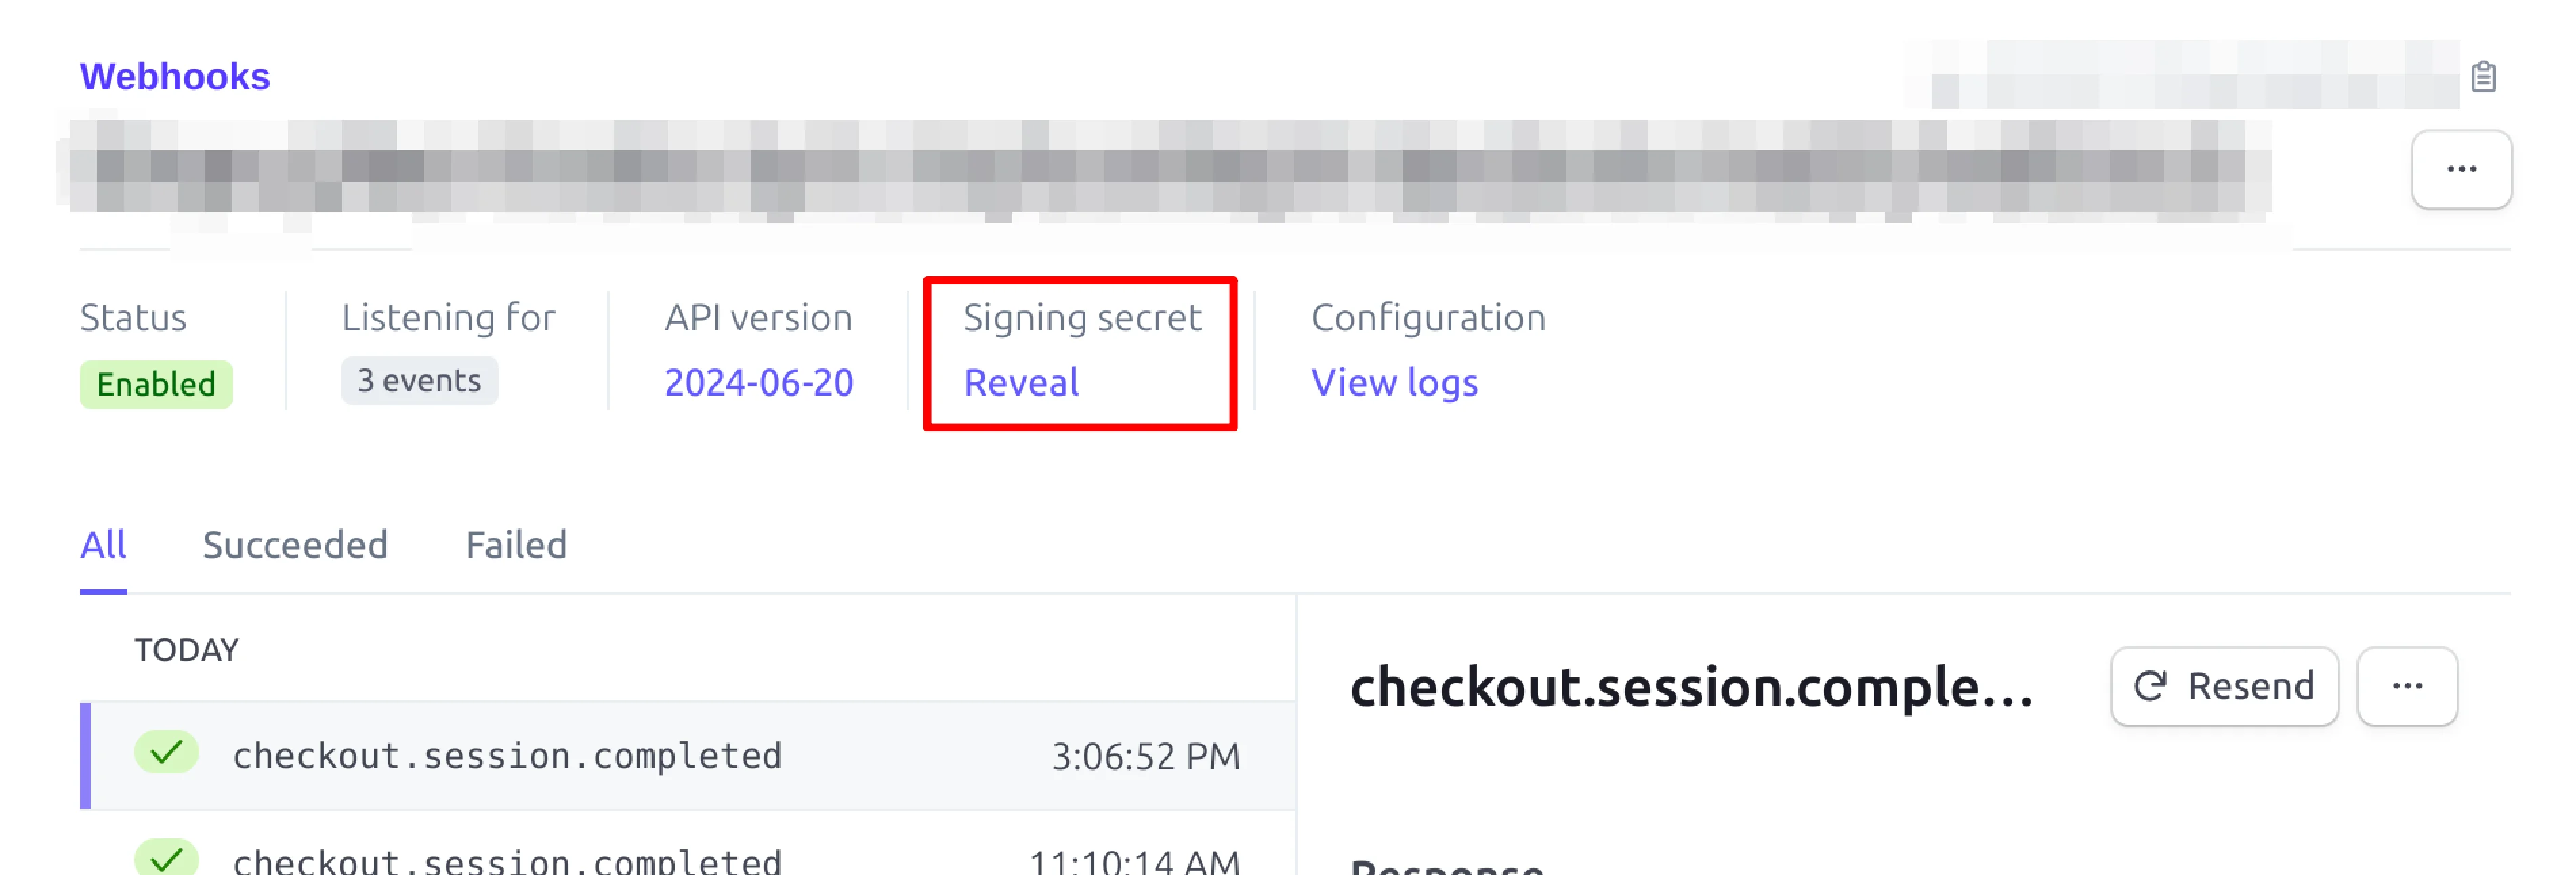 Webhooks
...
Status
Listening for
API version
Signing secret
Configuration
Enabled
3 events
2024-06-20
Reveal
View logs
All
Succeeded
Failed
TODAY
checkout.session.comple...
Resend
...
checkout.session.completed
3:06:52 PM
checkout.session.completed
11:10:14 AM
Response